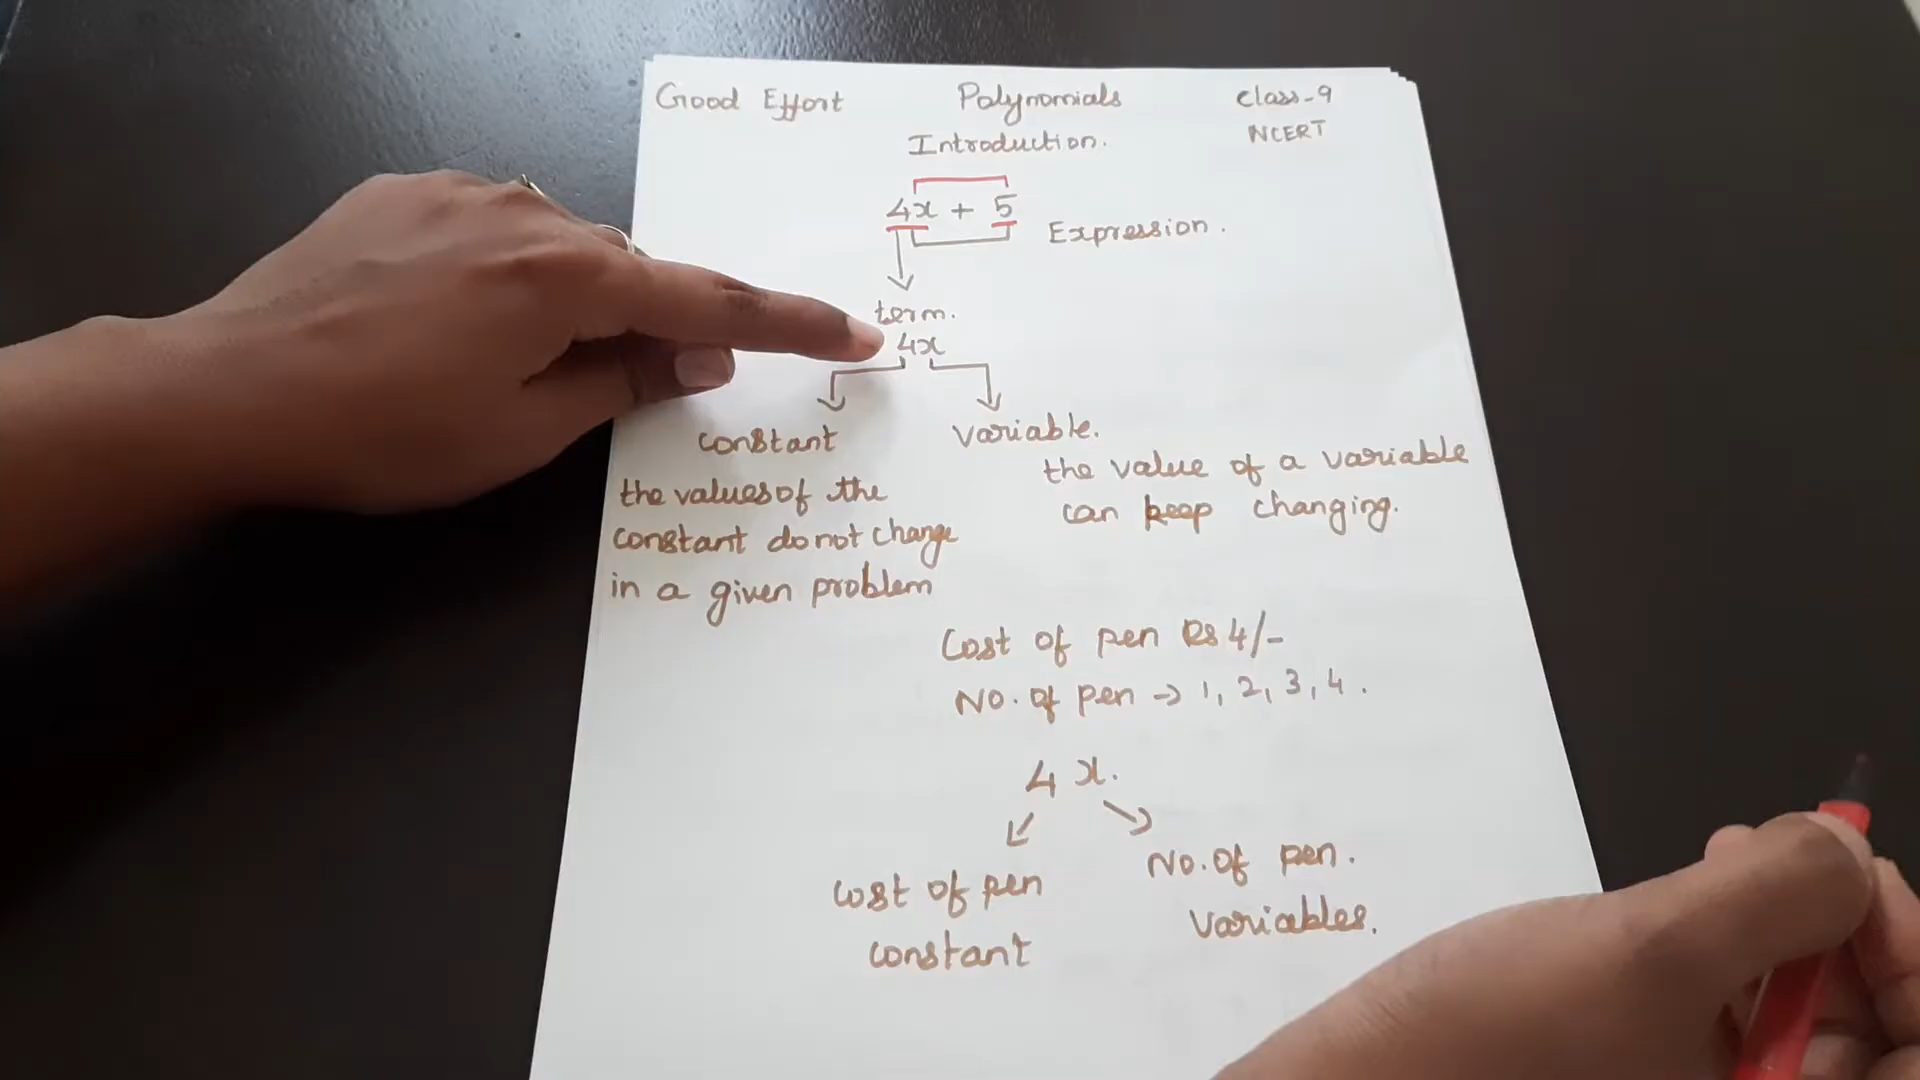 Good Effort Polynomials Class-9
Introduction. NCERT
4x + 5
Expression.
term.
4x
constant Variable.
the values of the the value of a variable
constant do not change can keep changing.
in a given problem
Cost of pen Rs 4/-
No. of pen → 1, 2, 3, 4.
4 x.
Cost of pen No. of pen.
constant Variables.